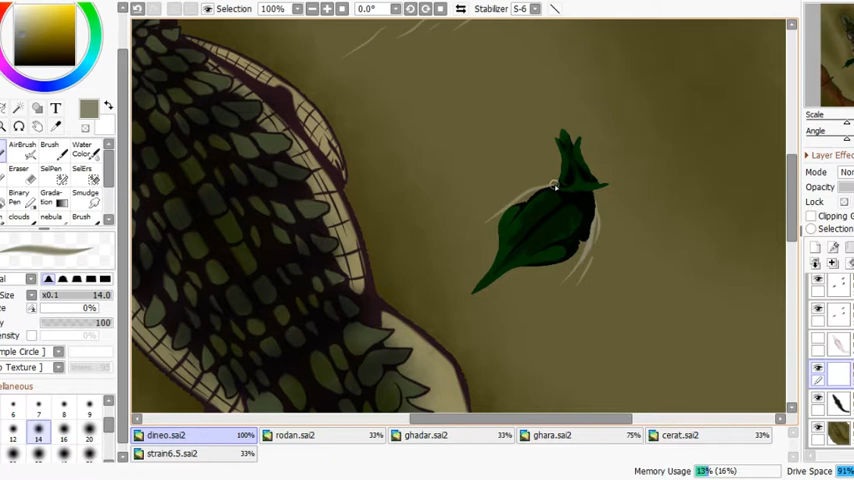 Selection 100% 0.0° Stabilizer S-6
T
AirBrush Brush Water Color
Eraser SelPen SelErs
Binary Pen Grada-tion Smudge
clouds nebula Brush
Size x0.1 14.0
0%
100
0%
mple Circle ]
o Texture ]
ellaneous
6 7 8 9
12 14 16 20
Scale
Angle
Layer Effec
Mode Nor
Opacity
Lock
Clipping G
Selection
dineo.sai2 100% rodan.sai2 33% ghadar.sai2 33% ghara.sai2 75% cerat.sai2 33%
strain6.5.sai2 33%
Memory Usage 13% (16%) Drive Space 91%